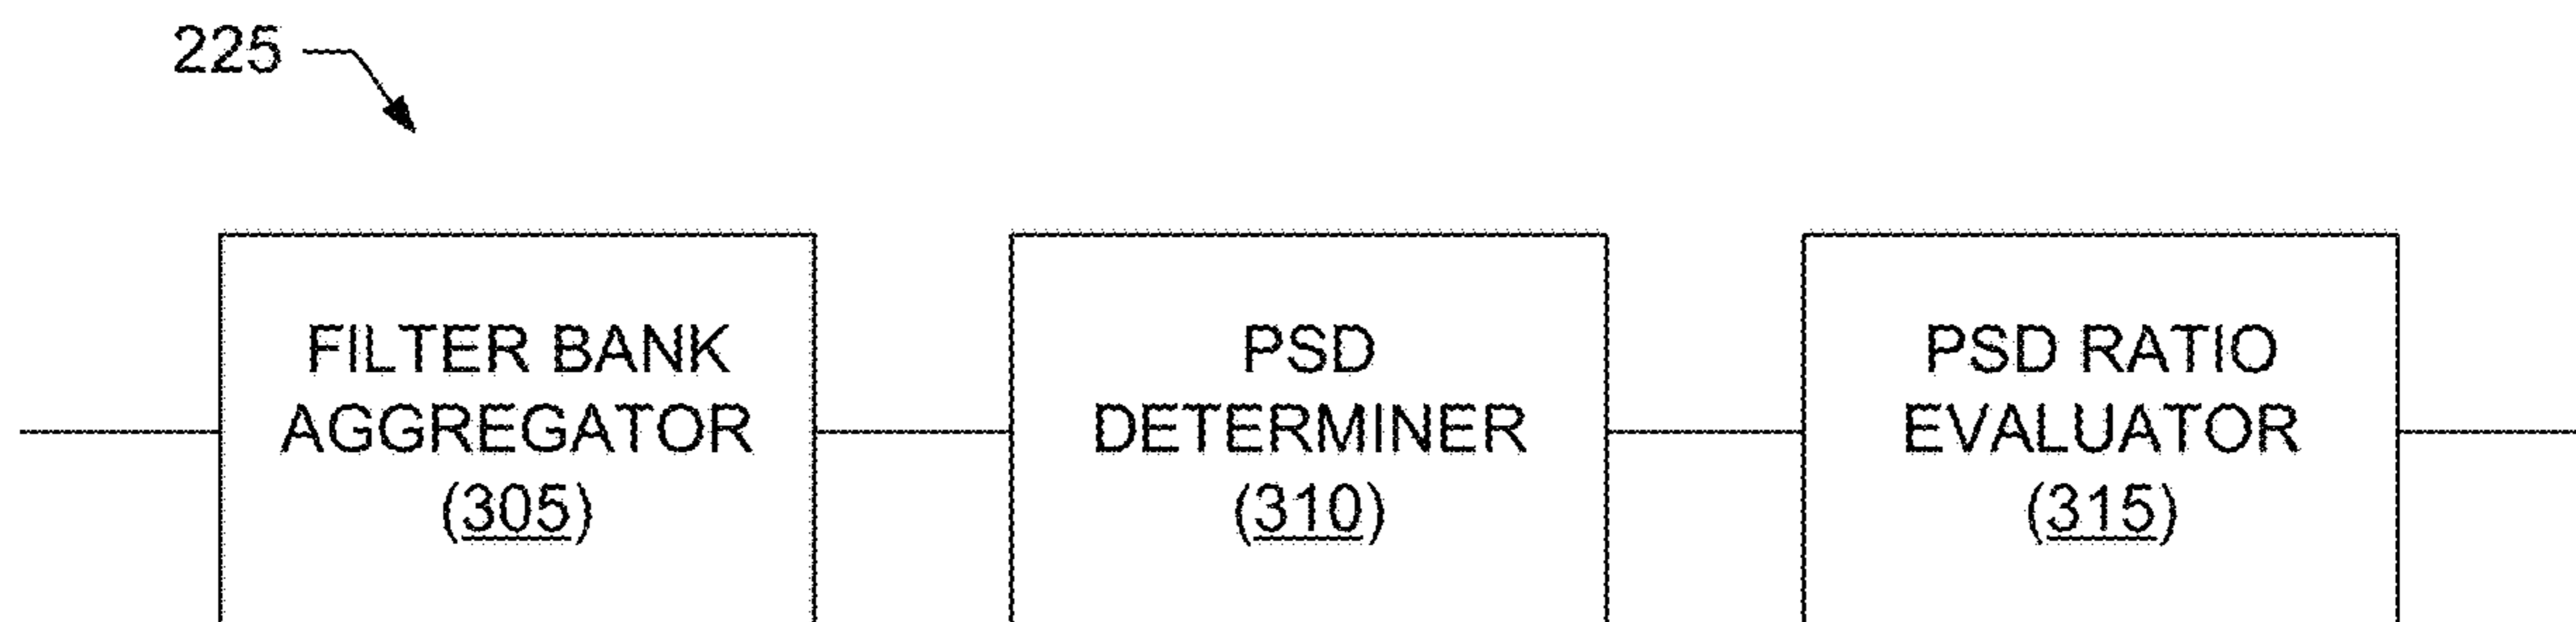 225
FILTER BANK
AGGREGATOR
(305)
PSD
DETERMINER
(310)
PSD RATIO
EVALUATOR
(315)